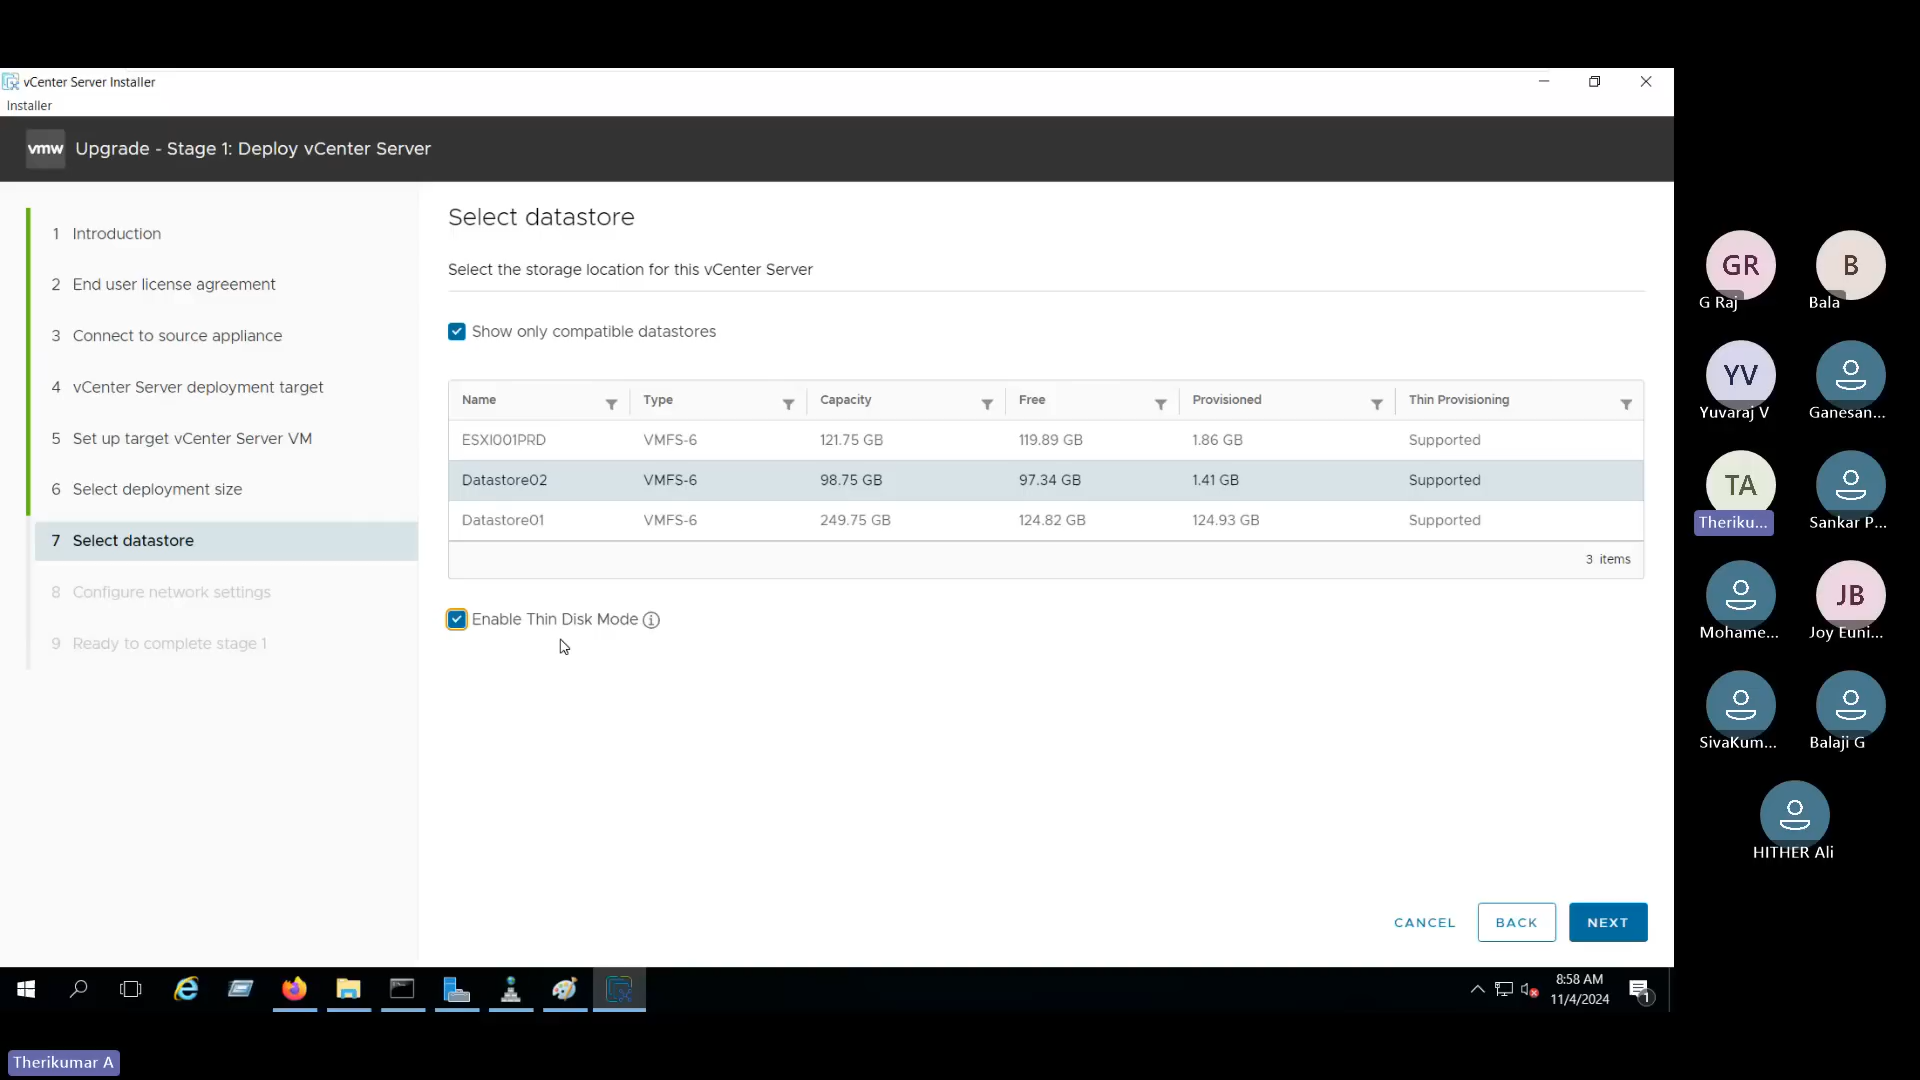 vCenter Server Installer
Installer
vmw Upgrade - Stage 1: Deploy vCenter Server
1 Introduction
2 End user license agreement
3 Connect to source appliance
4 vCenter Server deployment target
5 Set up target vCenter Server VM
6 Select deployment size
7 Select datastore
8 Configure network settings
9 Ready to complete stage 1
Select datastore
Select the storage location for this vCenter Server
Show only compatible datastores
Name Type Capacity Free Provisioned Thin Provisioning
ESXI001PRD VMFS-6 121.75 GB 119.89 GB 1.86 GB Supported
Datastore02 VMFS-6 98.75 GB 97.34 GB 1.41 GB Supported
Datastore01 VMFS-6 249.75 GB 124.82 GB 124.93 GB Supported
3 items
Enable Thin Disk Mode
CANCEL BACK NEXT
8:58 AM
11/4/2024
1
GR B
G Raj Bala
YV
Yuvaraj V Ganesan...
TA
Theriku... Sankar P...
JB
Mohame... Joy Euni...
SivaKum... Balaji G
HITHER Ali
Therikumar A